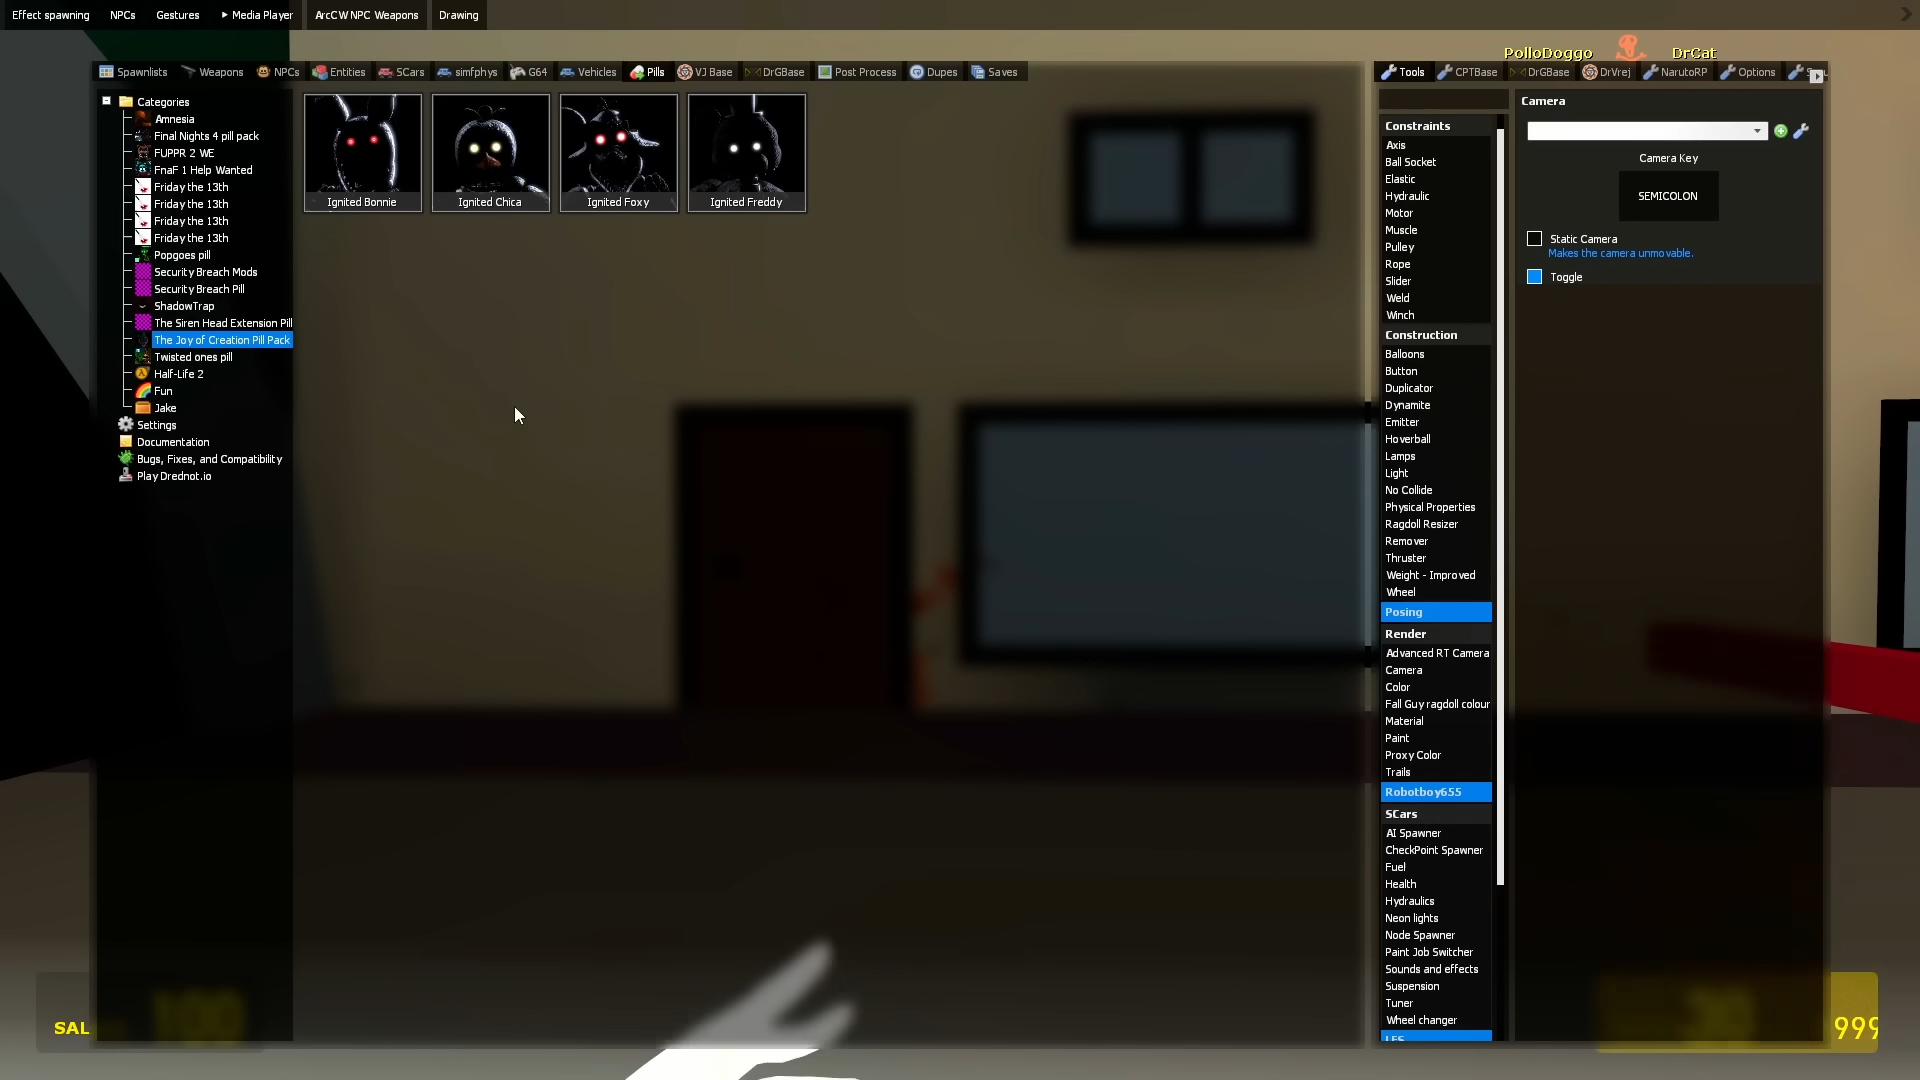 Effect spawning NPCs Gestures Media Player ArcCW NPC Weapons Drawing
PolloDoggo DrCat
Spawnlists Weapons NPCs Entities SCars simfphys G64 Vehicles Pills VJ Base DrGBase Post Process Dupes Saves
Categories
Amnesia
Final Nights 4 pill pack
FUPPR 2 WE
FnaF 1 Help Wanted
Friday the 13th
Friday the 13th
Friday the 13th
Friday the 13th
Popgoes pill
Security Breach Mods
Security Breach Pill
ShadowTrap
The Siren Head Extension Pill
The Joy of Creation Pill Pack
Twisted ones pill
Half-Life 2
Fun
Jake
Settings
Documentation
Bugs, Fixes, and Compatibility
Play Drednot.io
Ignited Bonnie Ignited Chica Ignited Foxy Ignited Freddy
Tools CPTBase DrGBase DrVrej NarutoRP Options
Constraints
Axis
Ball Socket
Elastic
Hydraulic
Motor
Muscle
Pulley
Rope
Slider
Weld
Winch
Construction
Balloons
Button
Duplicator
Dynamite
Emitter
Hoverball
Lamps
Light
No Collide
Physical Properties
Ragdoll Resizer
Remover
Thruster
Weight - Improved
Wheel
Posing
Render
Advanced RT Camera
Camera
Color
Fall Guy ragdoll colour
Material
Paint
Proxy Color
Trails
Robotboy655
SCars
AI Spawner
CheckPoint Spawner
Fuel
Health
Hydraulics
Neon lights
Node Spawner
Paint Job Switcher
Sounds and effects
Suspension
Tuner
Wheel changer
Camera
Camera Key
SEMICOLON
Static Camera
Makes the camera unmovable.
Toggle
SAL 100
999